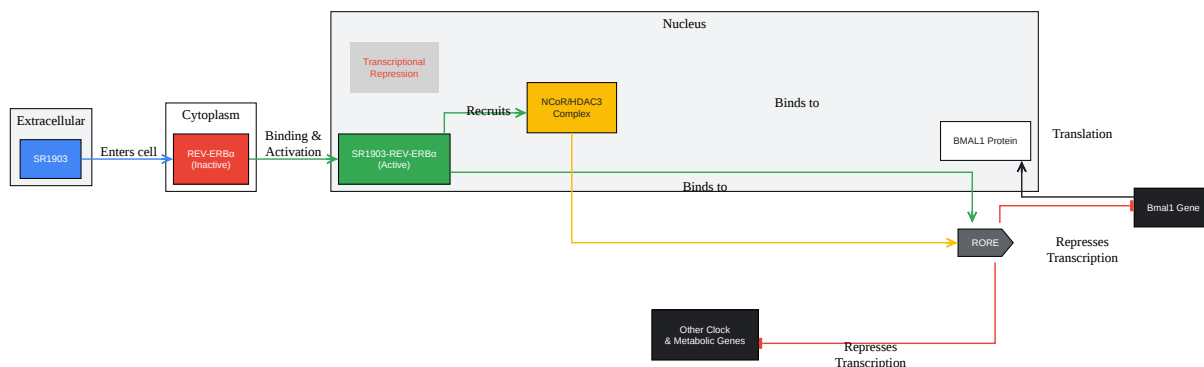 Nucleus
Transcriptional
Repression
Extracellular
SR1903
Enters cell
Cytoplasm
REV-ERBα
(Inactive)
Binding &
Activation
SR1903-REV-ERBα
(Active)
Recruits
NCoR/HDAC3
Complex
Binds to
Binds to
BMAL1 Protein
Translation
Bmal1 Gene
RORE
Represses
Transcription
Other Clock
& Metabolic Genes
Represses
Transcription